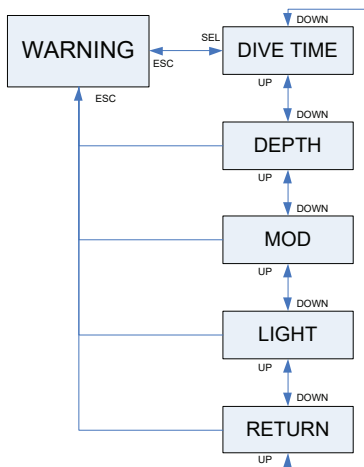 DOWN
SEL
WARNING
DIVE TIME
ESC
UP
ESC
DOWN
DEPTH
UP
DOWN
MOD
UP
DOWN
LIGHT
UP
DOWN
RETURN
UP